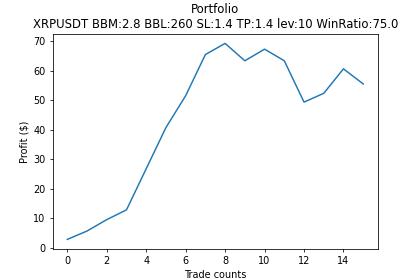 Portfolio
XRPUSDT BBM:2.8 BBL:260 SL:1.4 TP:1.4 lev:10 WinRatio:75.0
70
60
50
40
30
20
10
0
Profit ($)
0 2 4 6 8 10 12 14
Trade counts